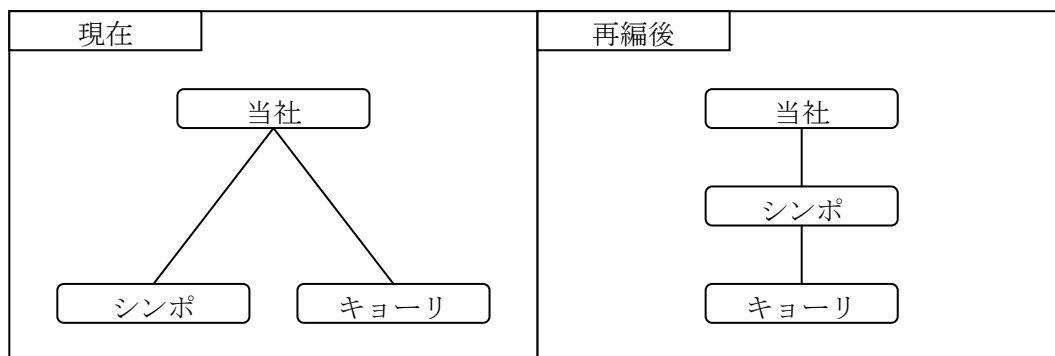 現在
当社
シンポ
キョーリ
再編後
当社
シンポ
キョーリ